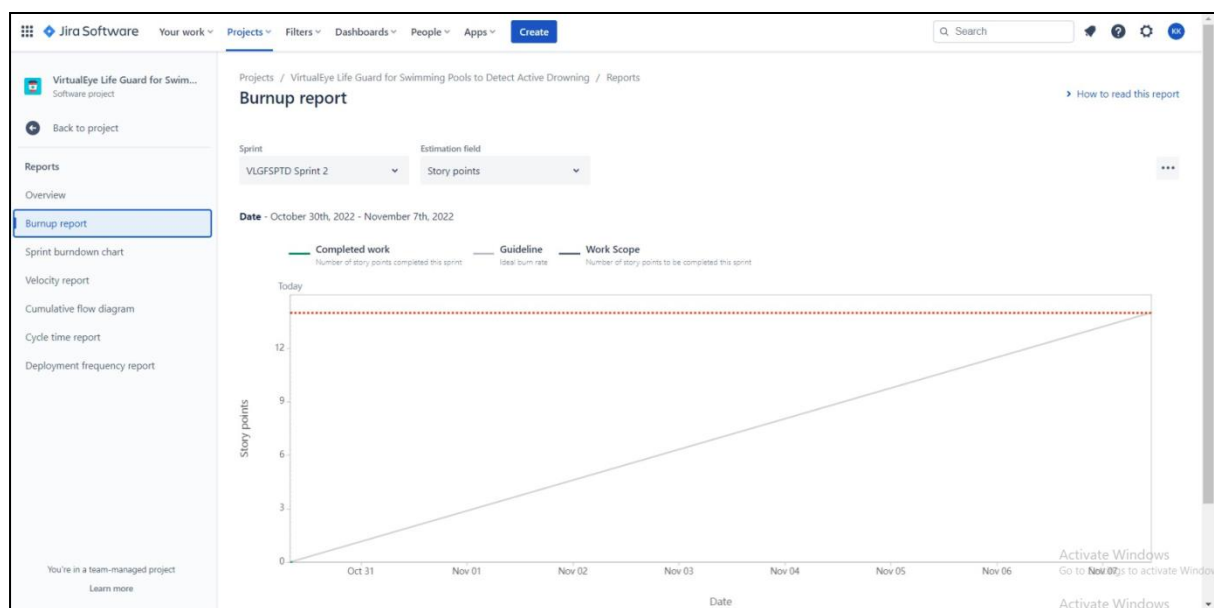 Jira Software Your work Projects Filters Dashboards People Apps Create Search KK
VirtualEye Life Guard for Swim...
Software project
Back to project
Reports
Overview
Burnup report
Sprint burndown chart
Velocity report
Cumulative flow diagram
Cycle time report
Deployment frequency report
You're in a team-managed project
Learn more
Projects / VirtualEye Life Guard for Swimming Pools to Detect Active Drowning / Reports
Burnup report
How to read this report
Sprint Estimation field
VLGFSPTD Sprint 2 Story points
Date - October 30th, 2022 - November 7th, 2022
Completed work Guideline Work Scope
Number of story points completed this sprint Ideal burn rate Number of story points to be completed this sprint
Today
12
9
6
3
0
Story points
Oct 31 Nov 01 Nov 02 Nov 03 Nov 04 Nov 05 Nov 06 Nov 07
Date
Activate Windows
Go to to activate Window
Activate Windows